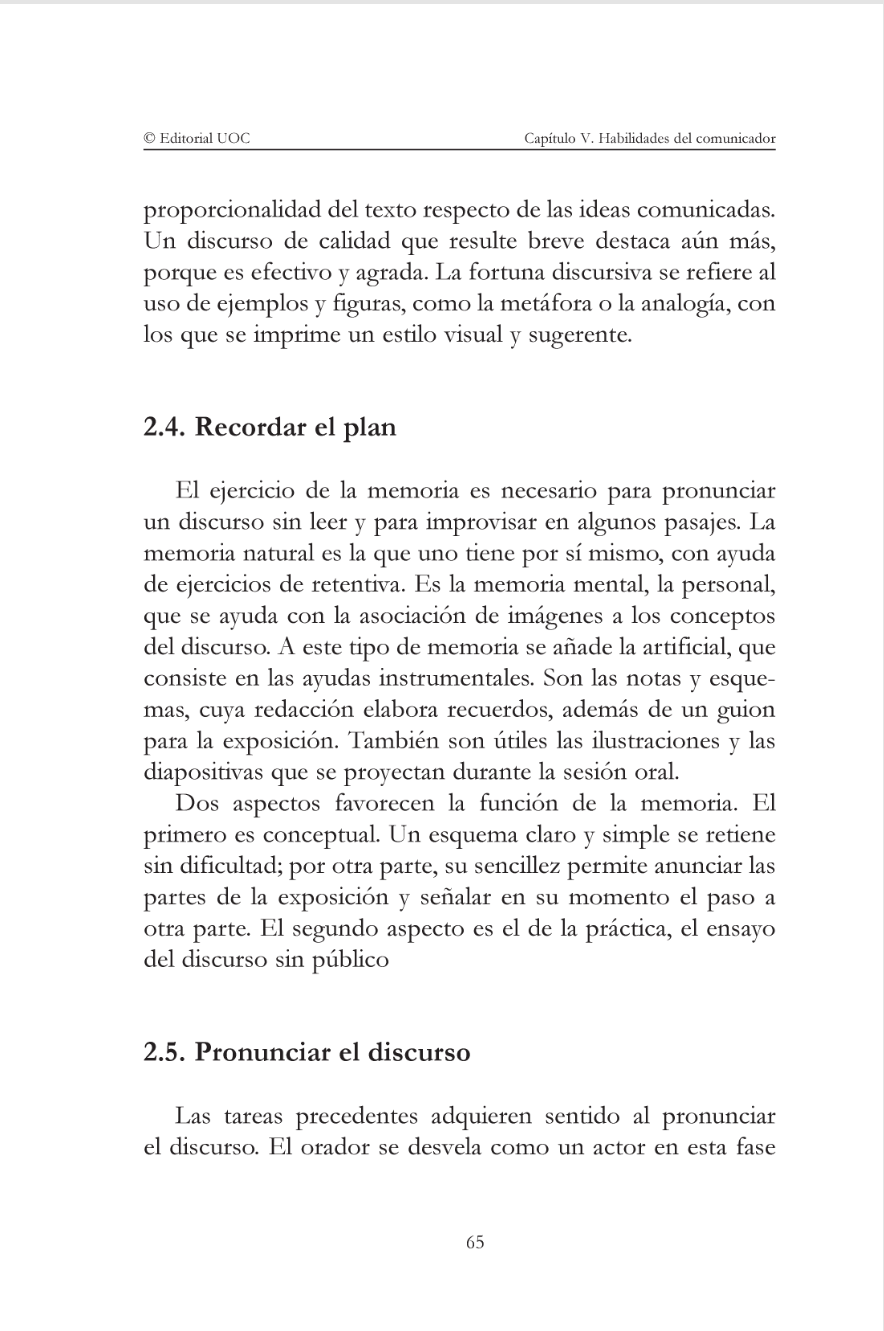 © Editorial UOC
Capítulo V. Habilidades del comunicador
proporcionalidad del texto respecto de las ideas comunicadas.
Un discurso de calidad que resulte breve destaca aún más,
porque es efectivo y agrada. La fortuna discursiva se refiere al
uso de ejemplos y figuras, como la metáfora o la analogía, con
los que se imprime un estilo visual y sugerente.
2.4. Recordar el plan
El ejercicio de la memoria es necesario para pronunciar
un discurso sin leer y para improvisar en algunos pasajes. La
memoria natural es la que uno tiene por sí mismo, con ayuda
de ejercicios de retentiva. Es la memoria mental, la personal,
que se ayuda con la asociación de imágenes a los conceptos
del discurso. A este tipo de memoria se añade la artificial, que
consiste en las ayudas instrumentales. Son las notas y esque-
mas, cuya redacción elabora recuerdos, además de un guion
para la exposición. También son útiles las ilustraciones y las
diapositivas que se proyectan durante la sesión oral.
Dos aspectos favorecen la función de la memoria. El
primero es conceptual. Un esquema claro y simple se retiene
sin dificultad; por otra parte, su sencillez permite anunciar las
partes de la exposición y señalar en su momento el paso a
otra parte. El segundo aspecto es el de la práctica, el ensayo
del discurso sin público
2.5. Pronunciar el discurso
Las tareas precedentes adquieren sentido al pronunciar
el discurso. El orador se desvela como un actor en esta fase
65